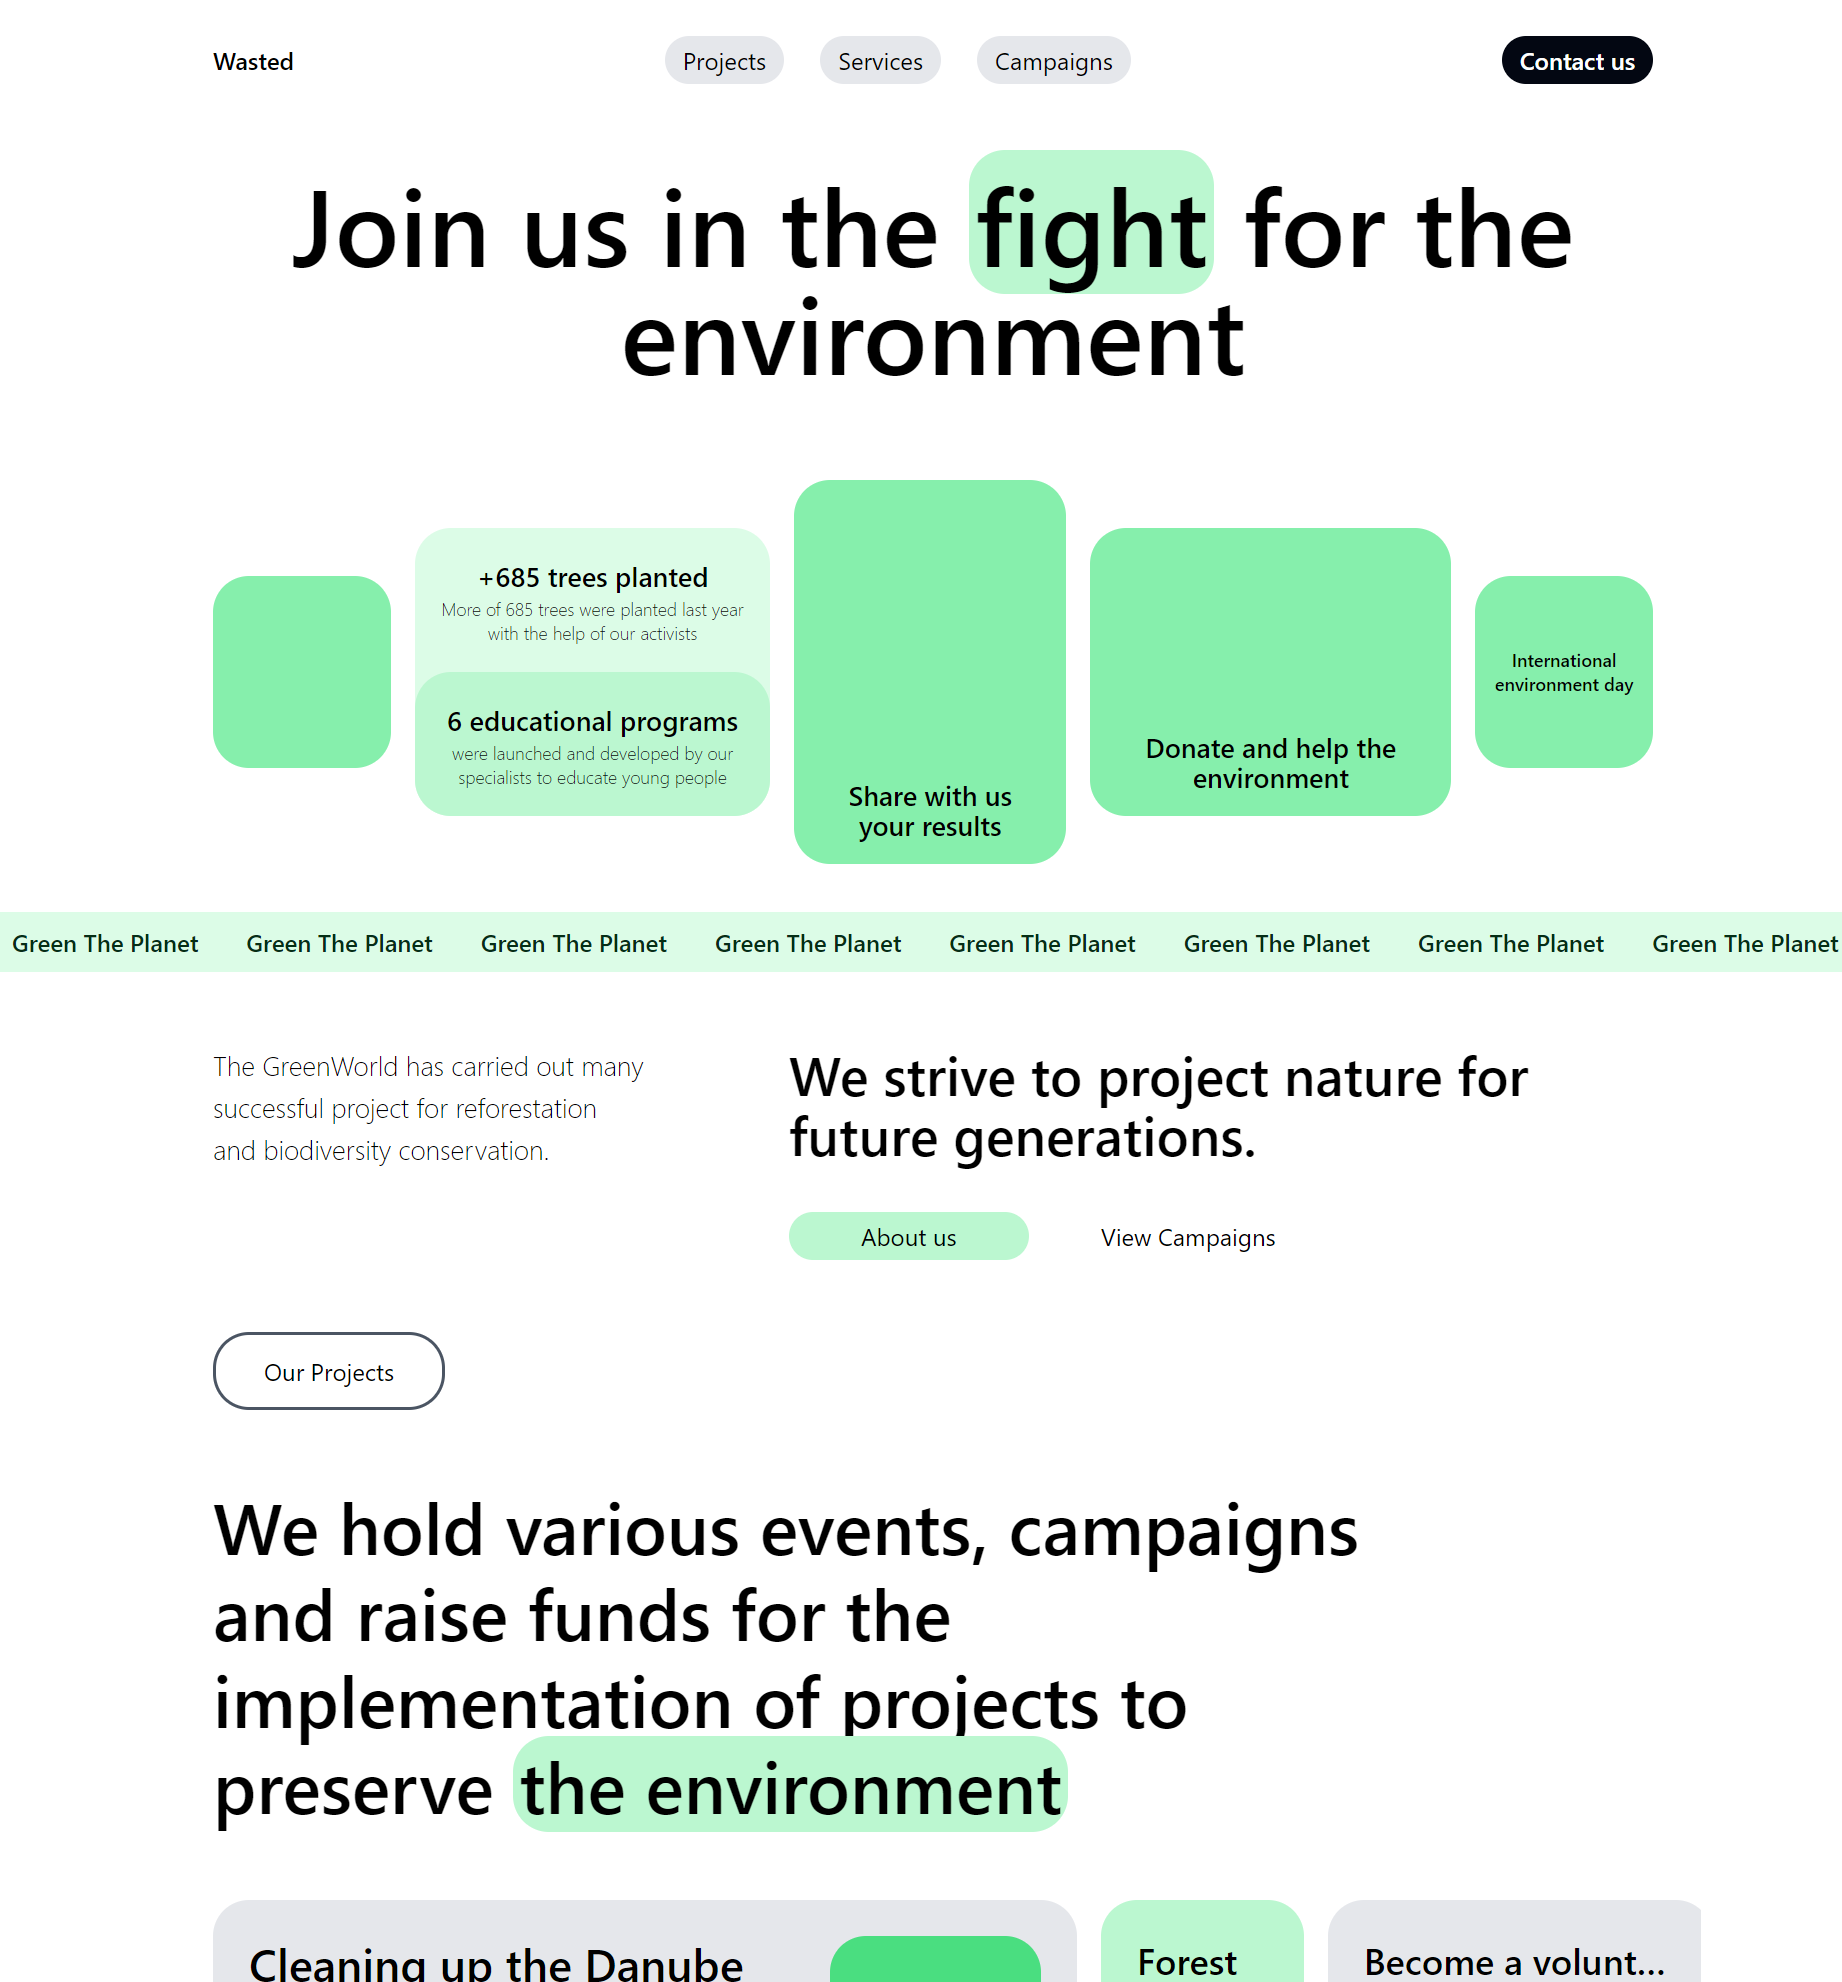 Wasted
Projects
Services
Campaigns
Contact us
Join us in the fight for the
environment
+685 trees planted
More of 685 trees were planted last year
with the help of our activists
6 educational programs
were launched and developed by our
specialists to educate young people
Share with us
your results
Donate and help the
environment
International
environment day
Green The Planet Green The Planet Green The Planet Green The Planet Green The Planet Green The Planet Green The Planet Green The Planet
The GreenWorld has carried out many
successful project for reforestation
and biodiversity conservation.
We strive to project nature for
future generations.
About us
View Campaigns
Our Projects
We hold various events, campaigns
and raise funds for the
implementation of projects to
preserve the environment
Cleaning up the Danube
Forest
Become a volunt...